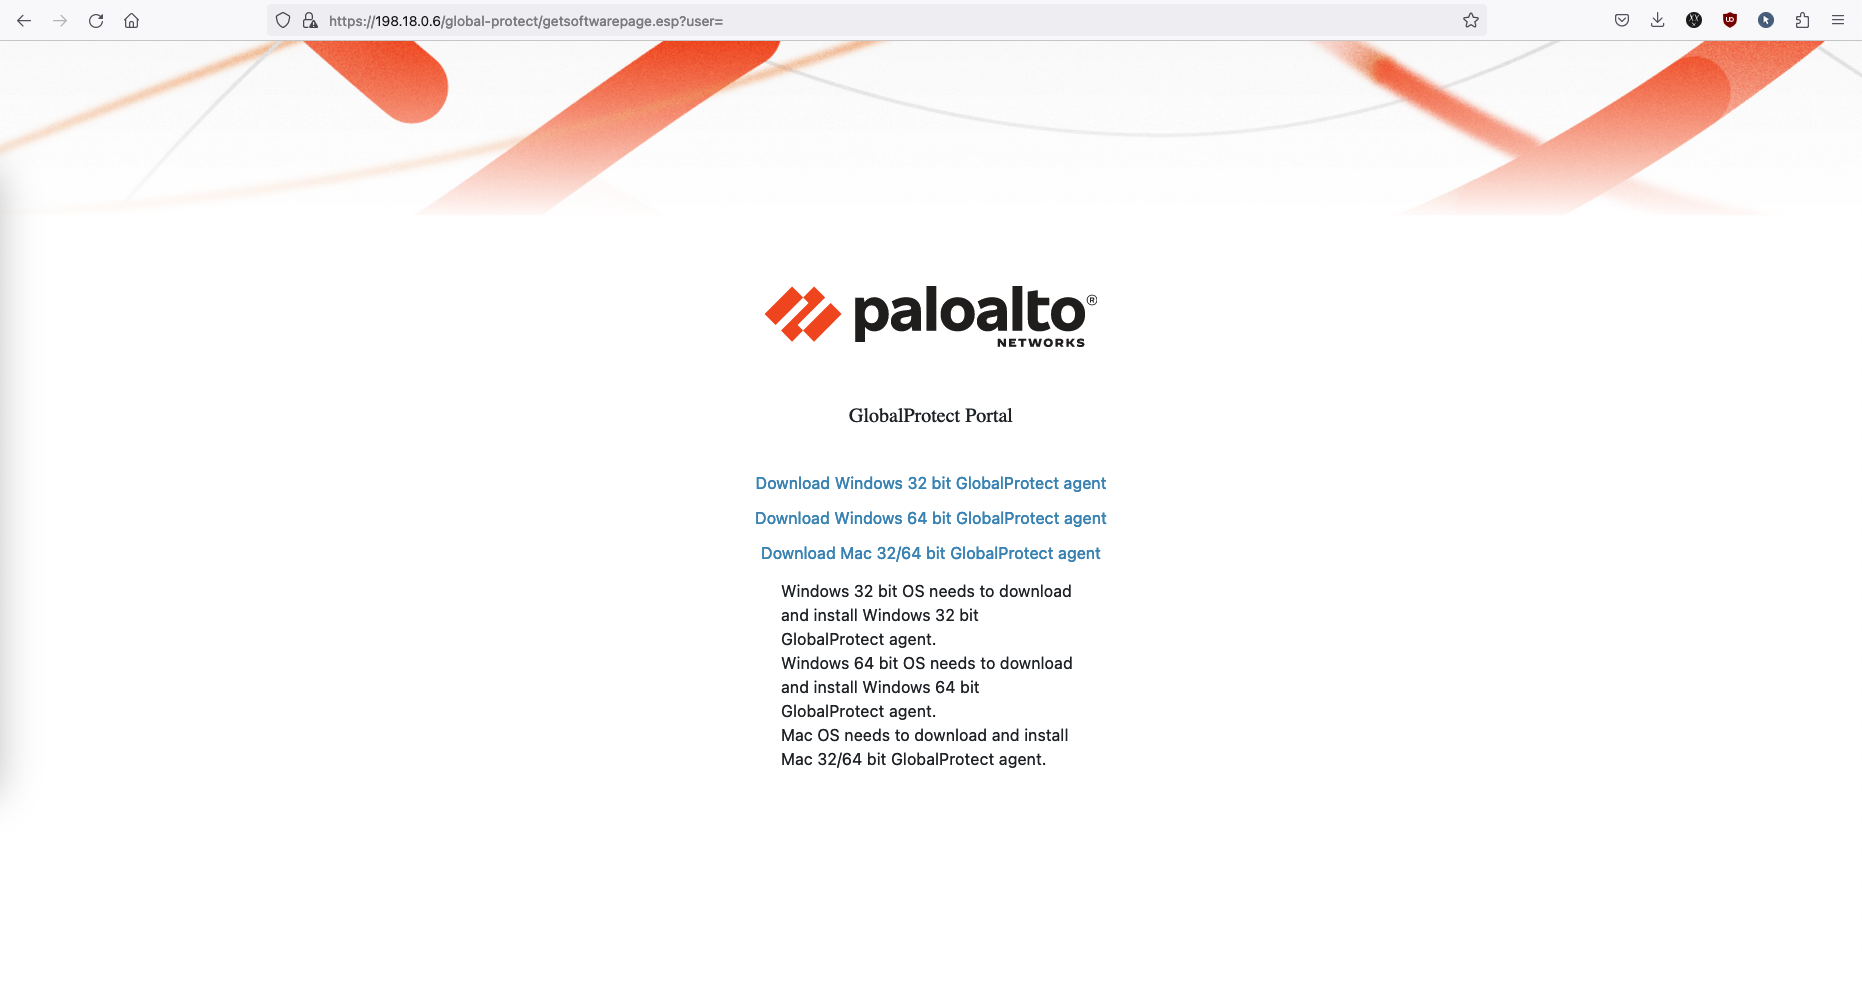 https://198.18.0.6/global-protect/getsoftwarepage.esp?user=
paloalto®
NETWORKS
GlobalProtect Portal
Download Windows 32 bit GlobalProtect agent
Download Windows 64 bit GlobalProtect agent
Download Mac 32/64 bit GlobalProtect agent
Windows 32 bit OS needs to download
and install Windows 32 bit
GlobalProtect agent.
Windows 64 bit OS needs to download
and install Windows 64 bit
GlobalProtect agent.
Mac OS needs to download and install
Mac 32/64 bit GlobalProtect agent.